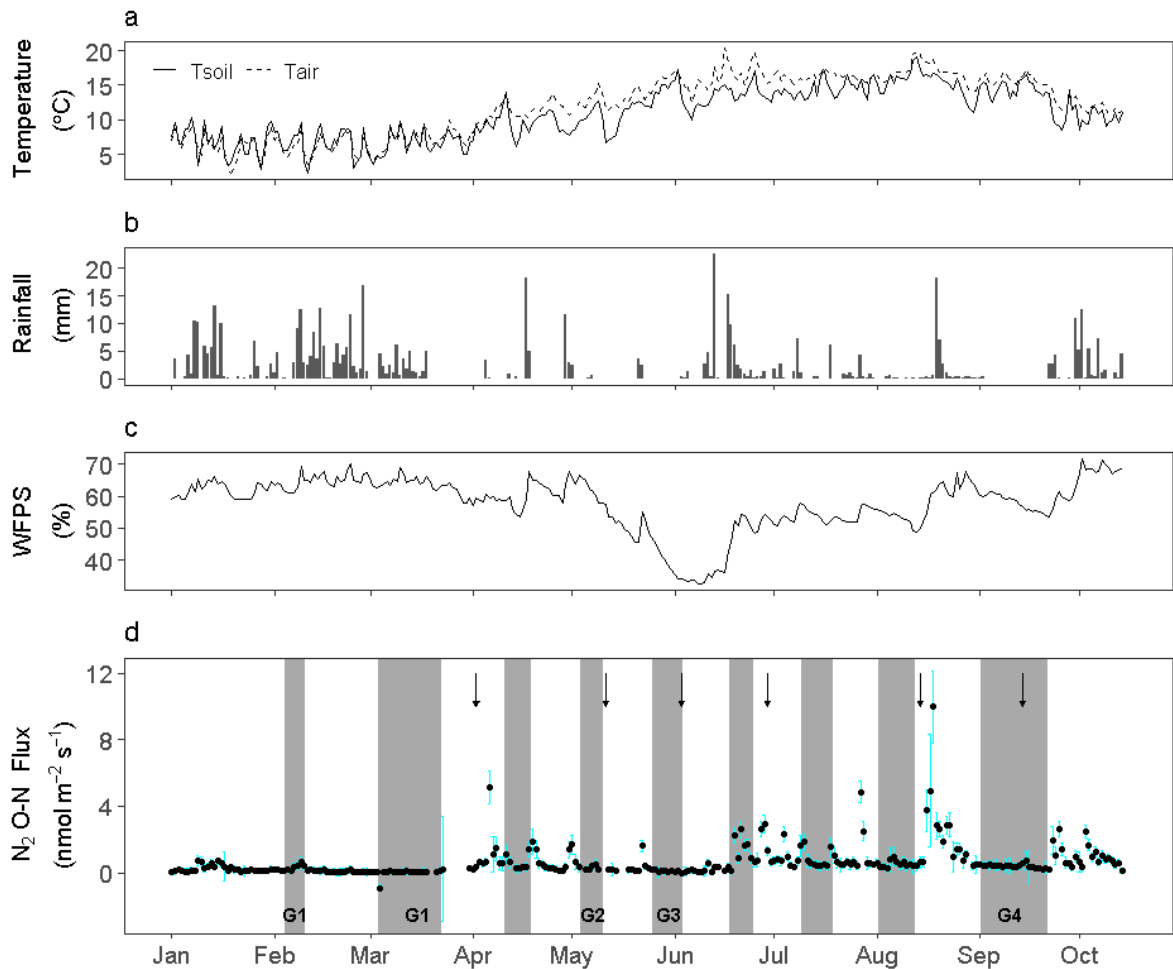 a
Temperature
(°C)
20
15
10
5
Tsoil
Tair
b
Rainfall
(mm)
20
15
10
5
0
c
WFPS
(%)
70
60
50
40
d
N₂ O-N Flux
(nmol m⁻² s⁻¹)
12
8
4
0
G1 G1 G2 G3 G4
Jan Feb Mar Apr May Jun Jul Aug Sep Oct